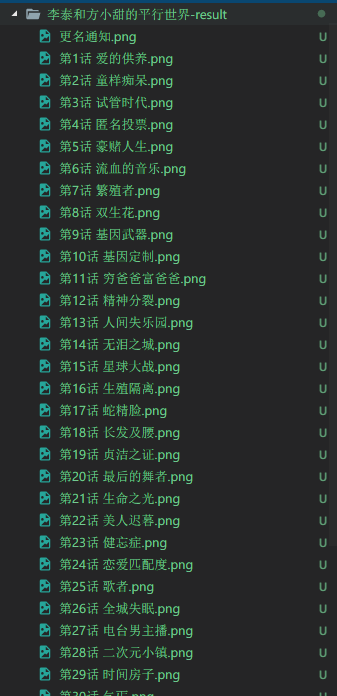 李泰和方小甜的平行世界-result
更名通知.png U
第1话 爱的供养.png U
第2话 童样痴呆.png U
第3话 试管时代.png U
第4话 匿名投票.png U
第5话 豪赌人生.png U
第6话 流血的音乐.png U
第7话 繁殖者.png U
第8话 双生花.png U
第9话 基因武器.png U
第10话 基因定制.png U
第11话 穷爸爸富爸爸.png U
第12话 精神分裂.png U
第13话 人间失乐园.png U
第14话 无泪之城.png U
第15话 星球大战.png U
第16话 生殖隔离.png U
第17话 蛇精脸.png U
第18话 长发及腰.png U
第19话 贞洁之证.png U
第20话 最后的舞者.png U
第21话 生命之光.png U
第22话 美人迟暮.png U
第23话 健忘症.png U
第24话 恋爱匹配度.png U
第25话 歌者.png U
第26话 全城失眠.png U
第27话 电台男主播.png U
第28话 二次元小镇.png U
第29话 时间房子.png U